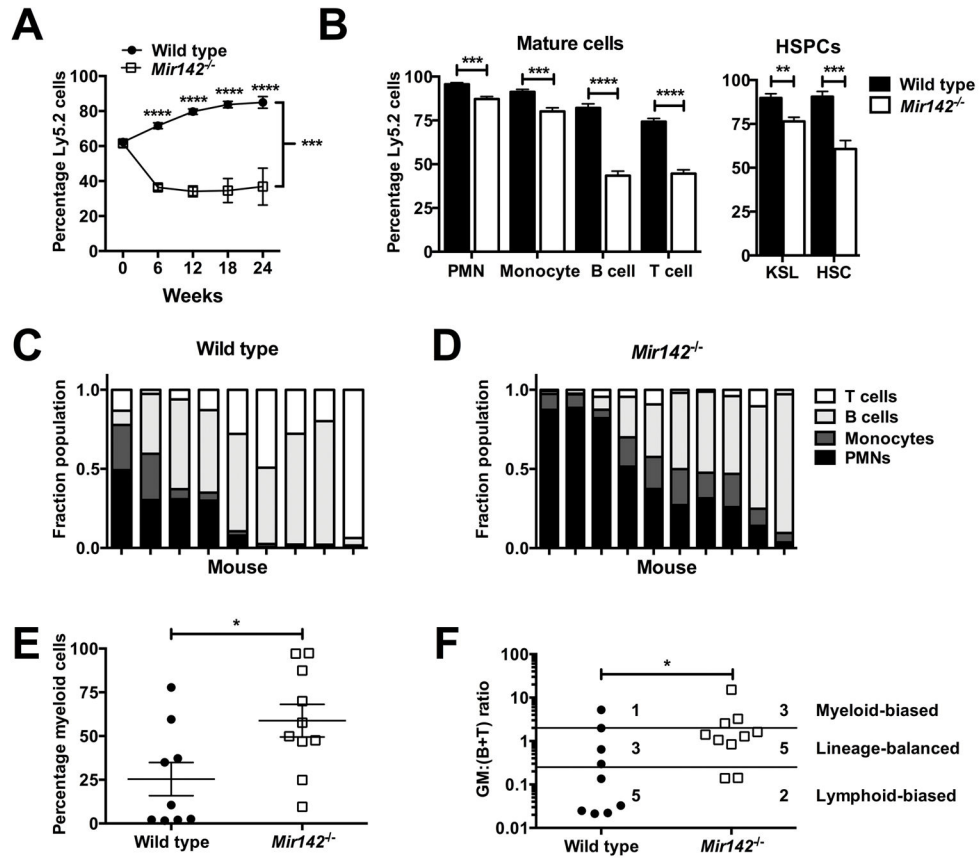 A
Wild type
Mir142-/-
Percentage Ly5.2 cells
100
80
60
40
20
0
**** **** **** ****
***
0 6 12 18 24
Weeks
B
Mature cells
HSPCs
Wild type
Mir142-/-
Percentage Ly5.2 cells
100
75
50
25
0
*** *** **** ****
PMN Monocyte B cell T cell
100
75
50
25
0
** ***
KSL HSC
C
Wild type
Fraction population
1.0
0.5
0.0
Mouse
D
Mir142-/-
Fraction population
1.0
0.5
0.0
Mouse
T cells
B cells
Monocytes
PMNs
E
Percentage myeloid cells
100
75
50
25
0
*
Wild type Mir142-/-
F
GM:(B+T) ratio
100
10
1
0.1
0.01
*
1 3 Myeloid-biased
3 5 Lineage-balanced
5 2 Lymphoid-biased
Wild type Mir142-/-